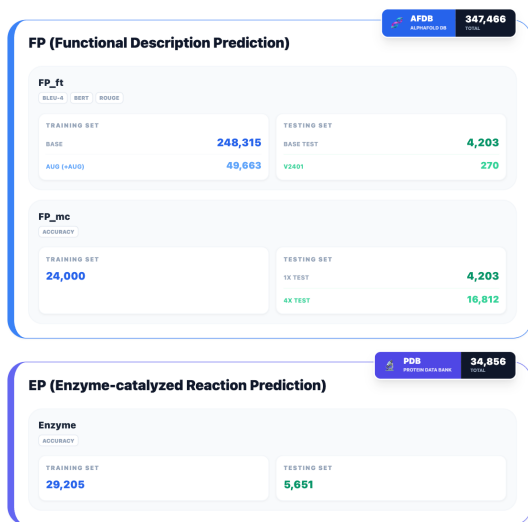 AFDB
ALPHAFOLD DB
347,466
TOTAL
FP (Functional Description Prediction)
FP_ft
BLEU-4 BERT ROUGE
TRAINING SET
BASE 248,315
AUG (+AUG) 49,663
TESTING SET
BASE TEST 4,203
V2401 270
FP_mc
ACCURACY
TRAINING SET
24,000
TESTING SET
1X TEST 4,203
4X TEST 16,812
PDB
PROTEIN DATA BANK
34,856
TOTAL
EP (Enzyme-catalyzed Reaction Prediction)
Enzyme
ACCURACY
TRAINING SET
29,205
TESTING SET
5,651